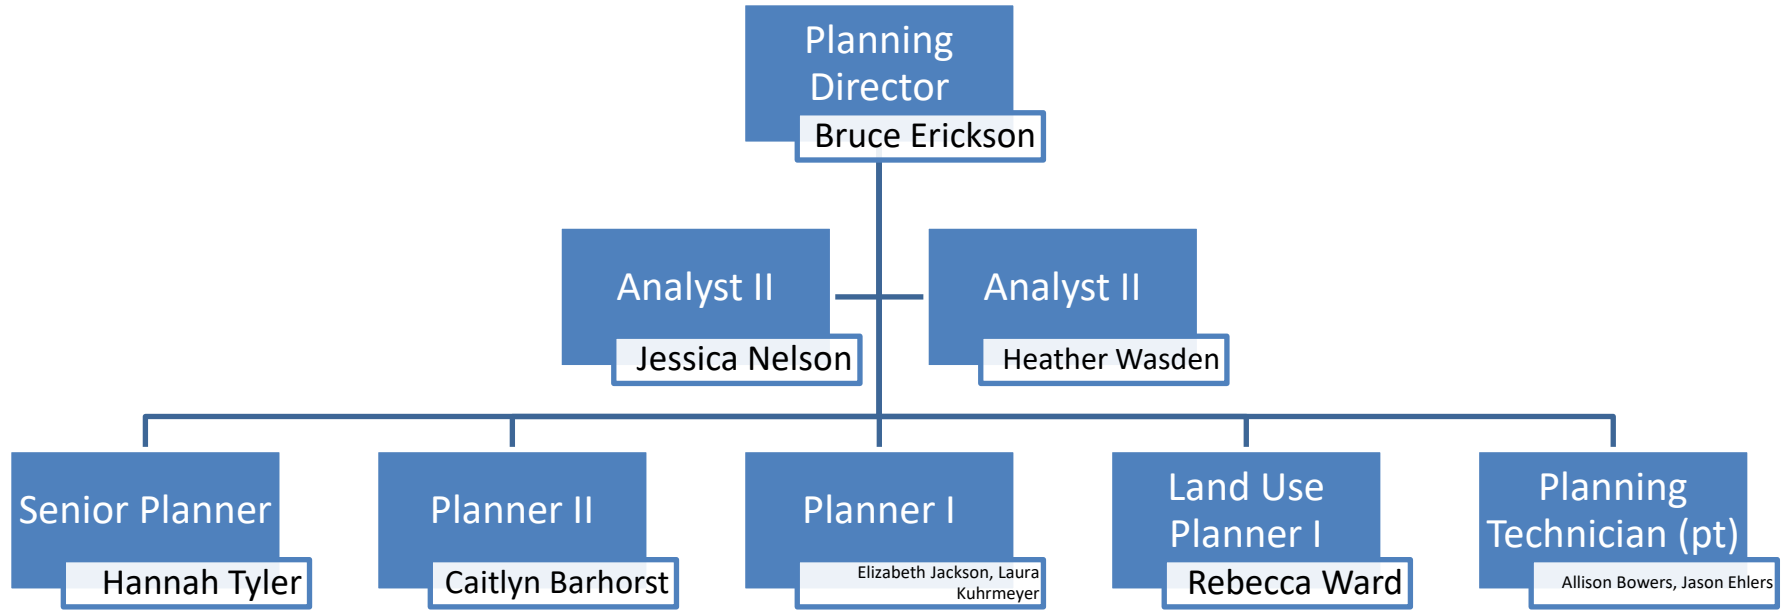 Planning
Director
Bruce Erickson
Analyst II
Jessica Nelson
Analyst II
Heather Wasden
Senior Planner
Hannah Tyler
Planner II
Caitlyn Barhorst
Planner I
Elizabeth Jackson, Laura
Kuhrmeyer
Land Use
Planner I
Rebecca Ward
Planning
Technician (pt)
Allison Bowers, Jason Ehlers